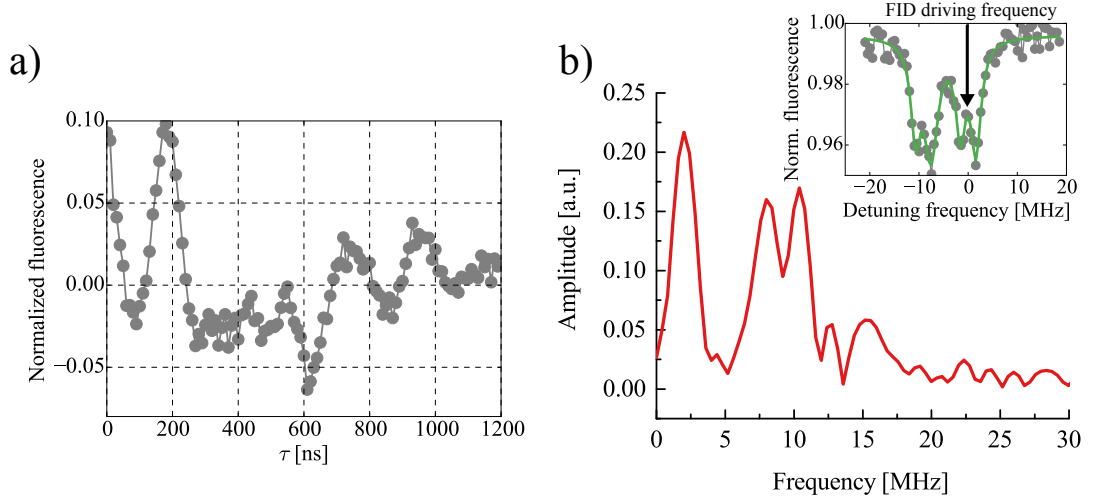 a)
Normalized fluorescence
0.10
0.05
0.00
−0.05
0 200 400 600 800 1000 1200
τ [ns]
b)
Amplitude [a.u.]
0.25
0.20
0.15
0.10
0.05
0.00
0 5 10 15 20 25 30
Frequency [MHz]
FID driving frequency
Norm. fluorescence
1.00
0.98
0.96
−20 −10 0 10 20
Detuning frequency [MHz]